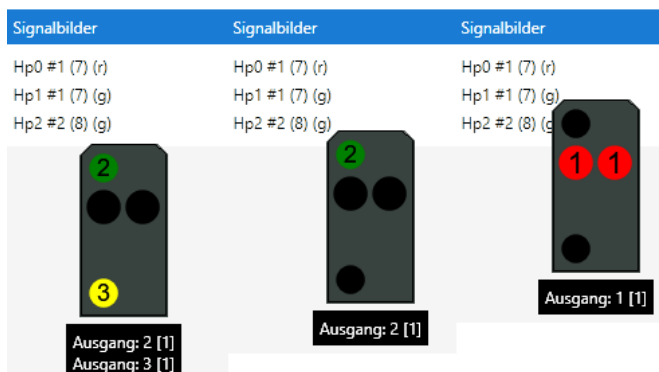 Signalbilder
Hp0 #1 (7) (r)
Hp1 #1 (7) (g)
Hp2 #2 (8) (g)
2
3
Ausgang: 2 [1]
Ausgang: 3 [1]
Signalbilder
Hp0 #1 (7) (r)
Hp1 #1 (7) (g)
Hp2 #2 (8) (g)
2
Ausgang: 2 [1]
Signalbilder
Hp0 #1 (7) (r)
Hp1 #1 (7) (g)
Hp2 #2 (8) (g
1 1
Ausgang: 1 [1]